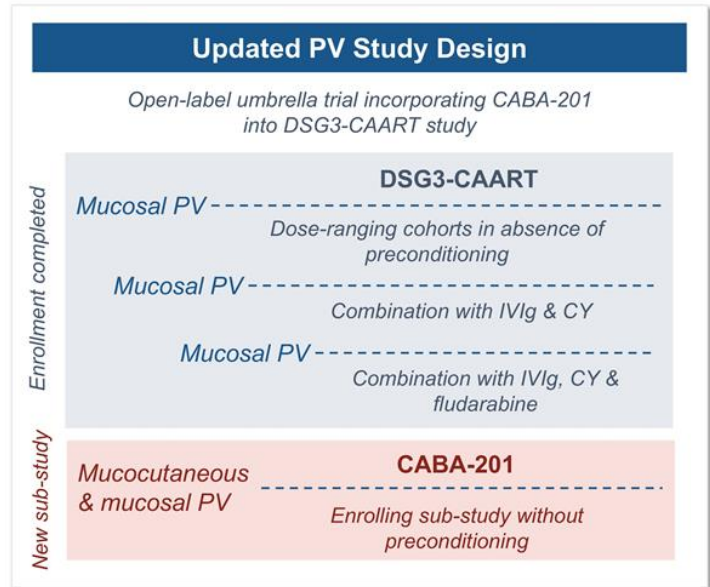 Updated PV Study Design
Open-label umbrella trial incorporating CABA-201
into DSG3-CAART study
Enrollment completed
DSG3-CAART
Mucosal PV
Dose-ranging cohorts in absence of
preconditioning
Mucosal PV
Combination with IVIg & CY
Mucosal PV
Combination with IVIg, CY &
fludarabine
New sub-study
Mucocutaneous
& mucosal PV
CABA-201
Enrolling sub-study without
preconditioning